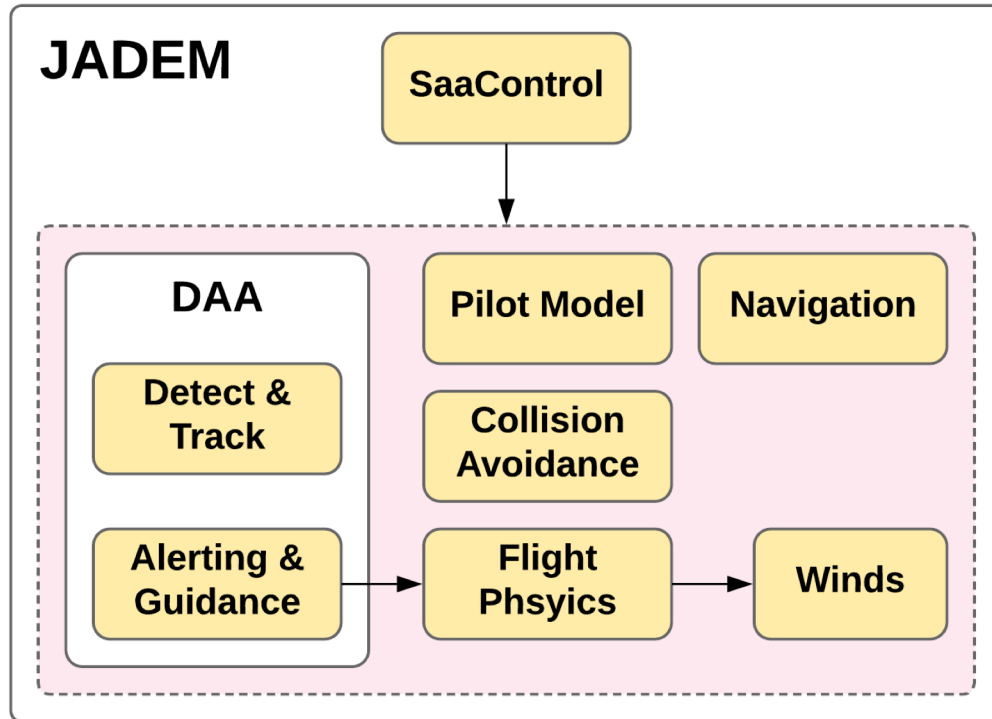 JADEM
SaaControl
DAA
Detect &
Track
Alerting &
Guidance
Pilot Model
Navigation
Collision
Avoidance
Flight
Phsyics
Winds